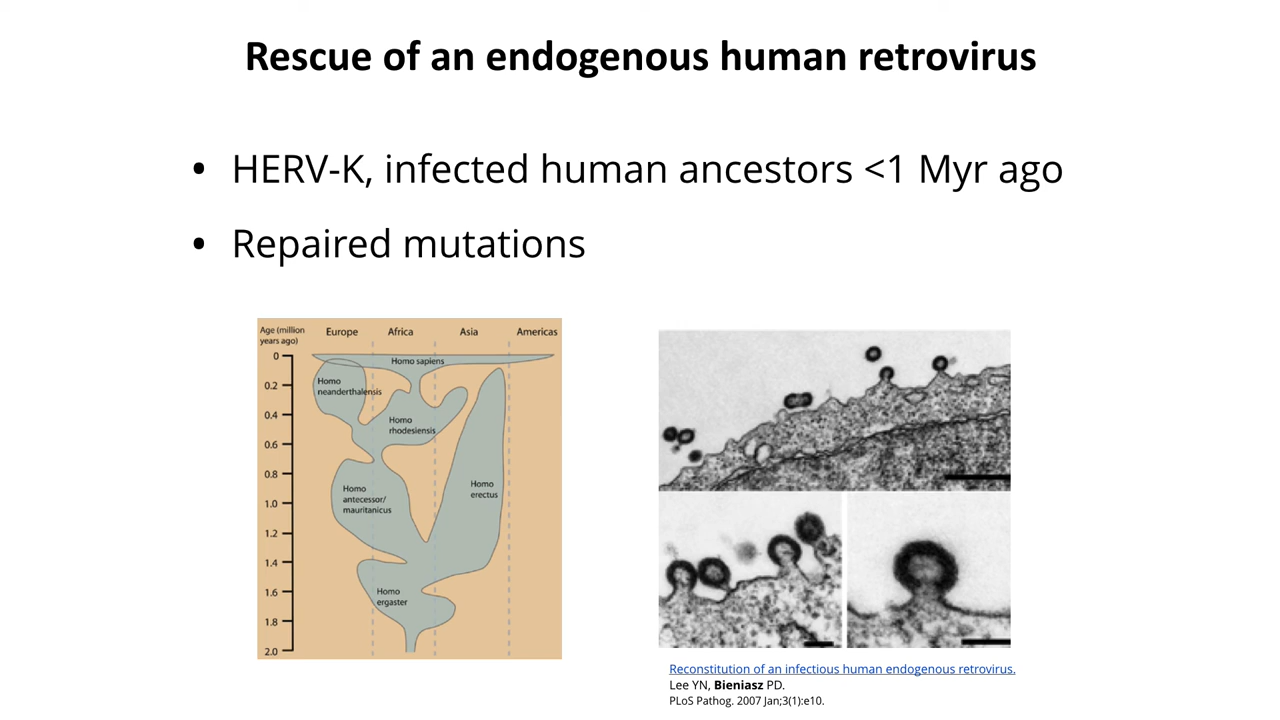 Rescue of an endogenous human retrovirus
• HERV-K, infected human ancestors <1 Myr ago
• Repaired mutations
Age (million
years ago)
Europe
Africa
Asia
Americas
0
0.2
0.4
0.6
0.8
1.0
1.2
1.4
1.6
1.8
2.0
Homo sapiens
Homo
neanderthalensis
Homo
rhodesiensis
Homo
antecessor/
mauritanicus
Homo
erectus
Homo
ergaster
Reconstitution of an infectious human endogenous retrovirus.
Lee YN, Bieniasz PD.
PLoS Pathog. 2007 Jan;3(1):e10.